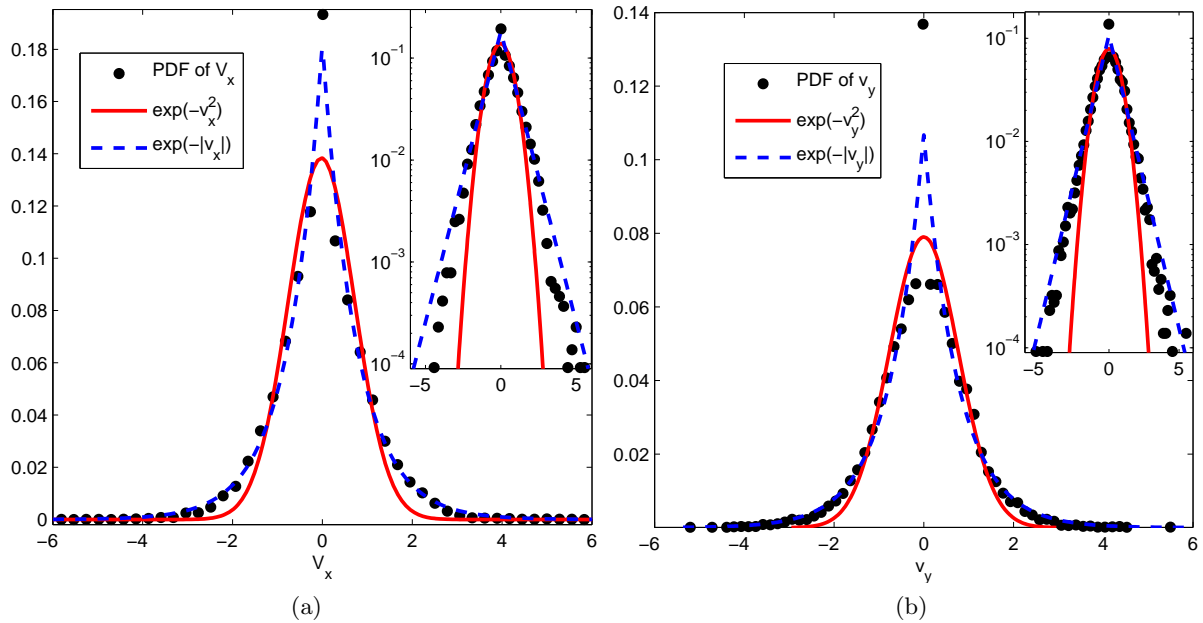 0.18
0.16
0.14
0.12
0.1
0.08
0.06
0.04
0.02
0
−6 −4 −2 0 2 4 6
V_x
PDF of V_x
exp(−v_x^2)
exp(−|v_x|)
10^−1
10^−2
10^−3
10^−4
−5 0 5
(a)
0.14
0.12
0.1
0.08
0.06
0.04
0.02
0
−6 −4 −2 0 2 4 6
v_y
PDF of v_y
exp(−v_y^2)
exp(−|v_y|)
10^−1
10^−2
10^−3
10^−4
−5 0 5
(b)